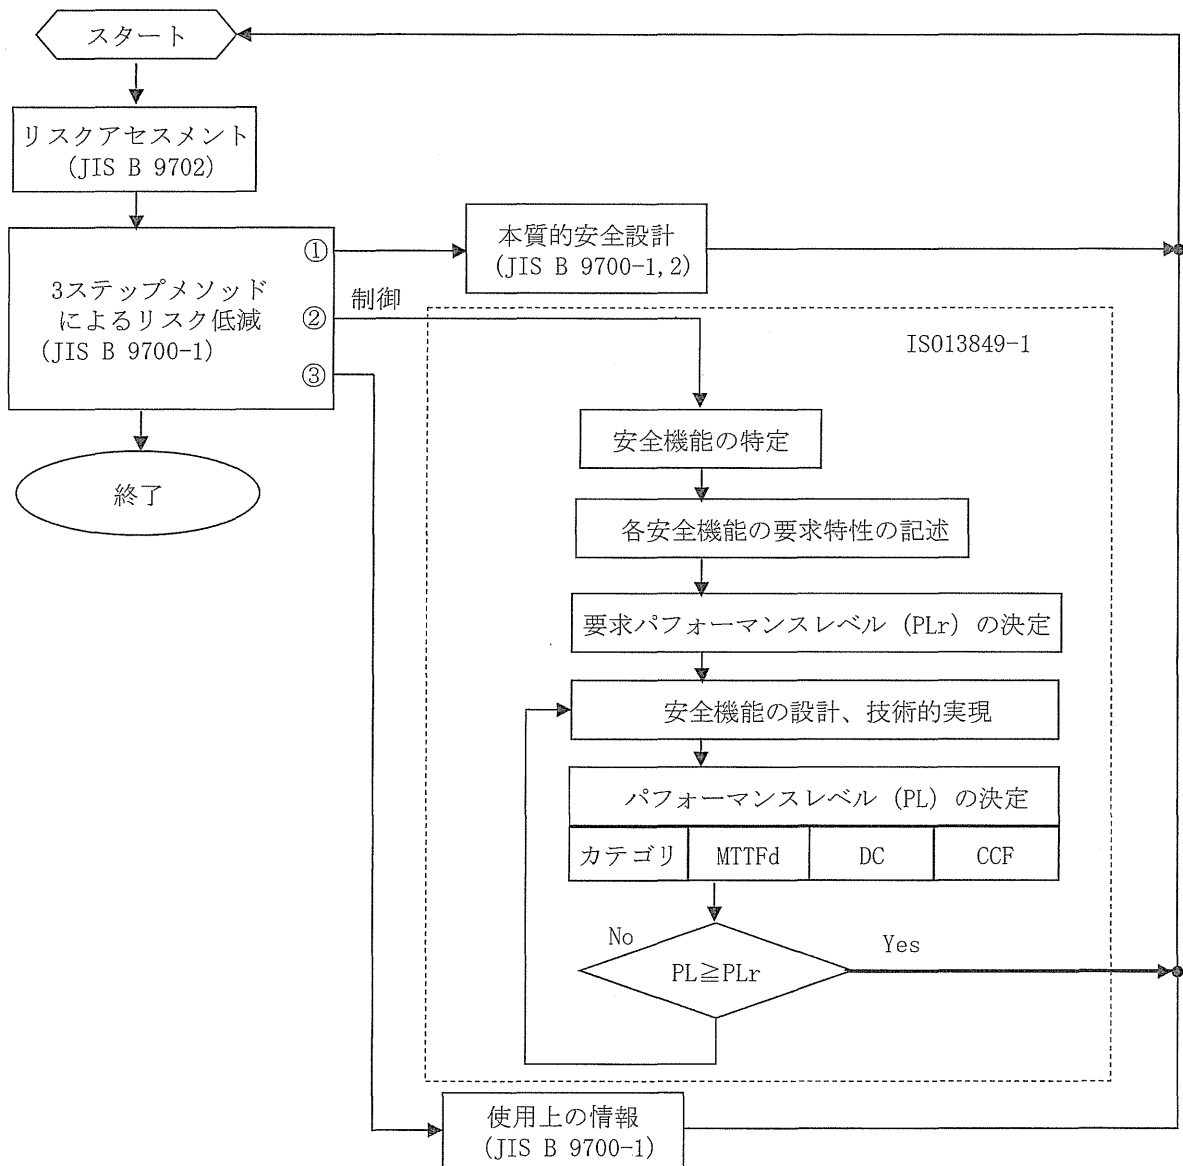 スタート
リスクアセスメント
(JIS B 9702)
3ステップメソッド
によるリスク低減
(JIS B 9700-1)
①
②
③
制御
終了
本質的安全設計
(JIS B 9700-1,2)
ISO13849-1
安全機能の特定
各安全機能の要求特性の記述
要求パフォーマンスレベル (PLr) の決定
安全機能の設計、技術的実現
パフォーマンスレベル (PL) の決定
カテゴリ MTTFd DC CCF
No
Yes
PL≧PLr
使用上の情報
(JIS B 9700-1)